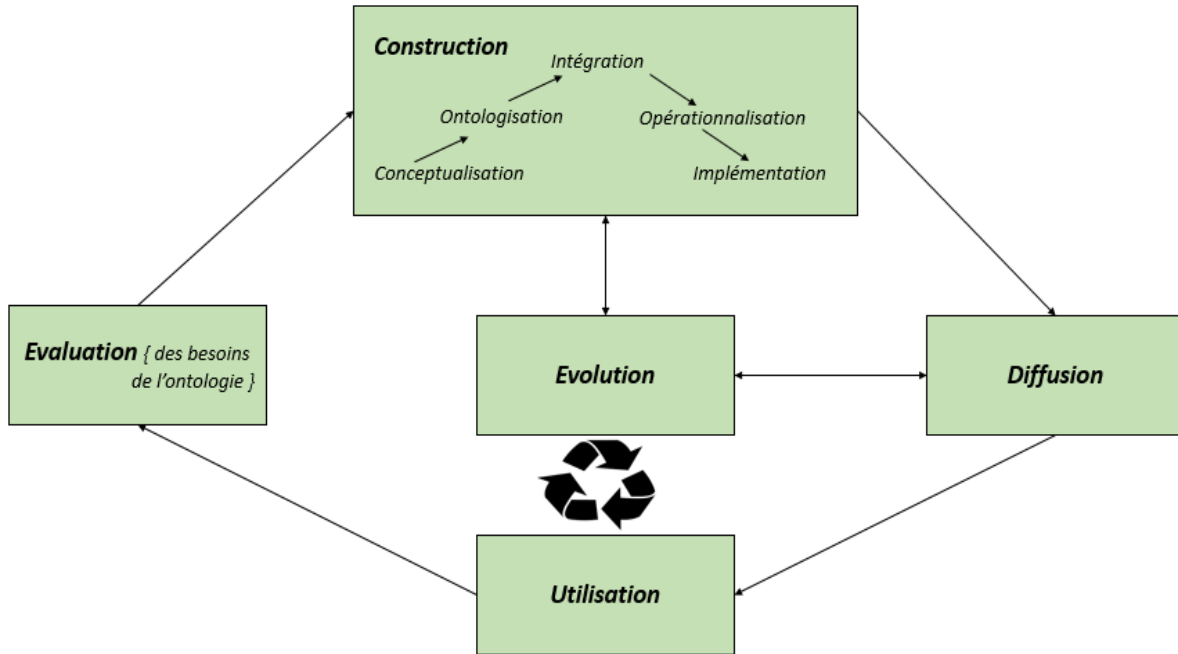 Construction
Intégration
Ontologisation
Opérationnalisation
Conceptualisation
Implémentation
Evaluation { des besoins
de l’ontologie }
Evolution
Diffusion
Utilisation